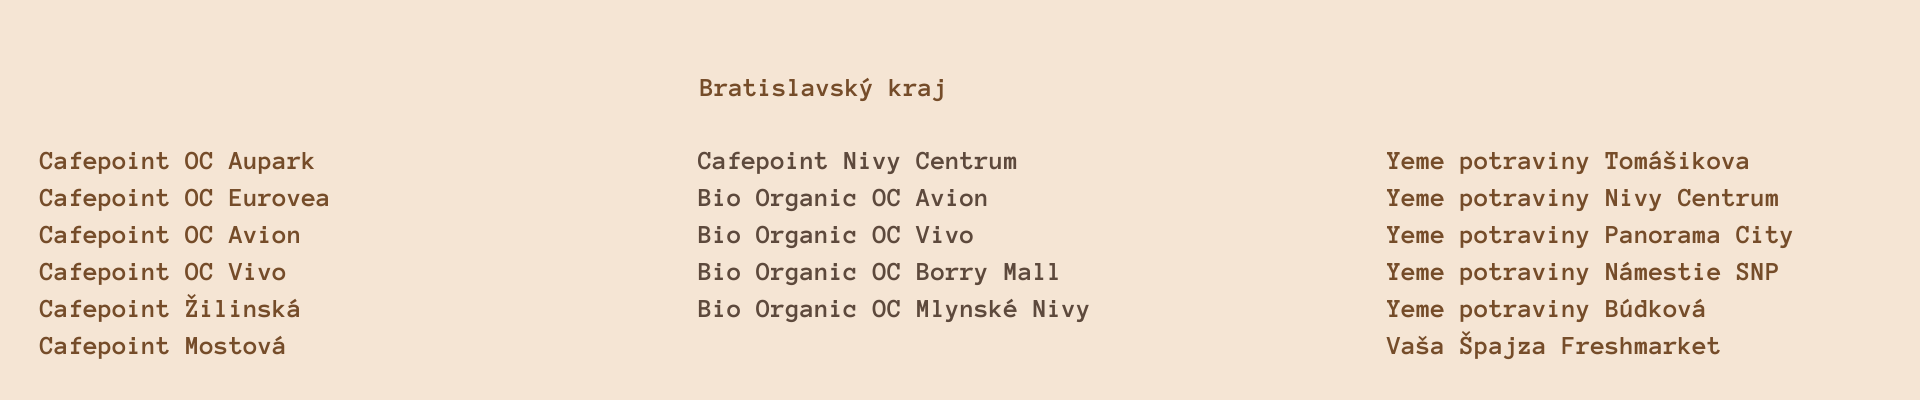 Bratislavský kraj
Cafepoint OC Aupark
Cafepoint OC Eurovea
Cafepoint OC Avion
Cafepoint OC Vivo
Cafepoint Žilinská
Cafepoint Mostová
Cafepoint Nivy Centrum
Bio Organic OC Avion
Bio Organic OC Vivo
Bio Organic OC Borry Mall
Bio Organic OC Mlynské Nivy
Yeme potraviny Tomášikova
Yeme potraviny Nivy Centrum
Yeme potraviny Panorama City
Yeme potraviny Námestie SNP
Yeme potraviny Búdková
Vaša Špajza Freshmarket